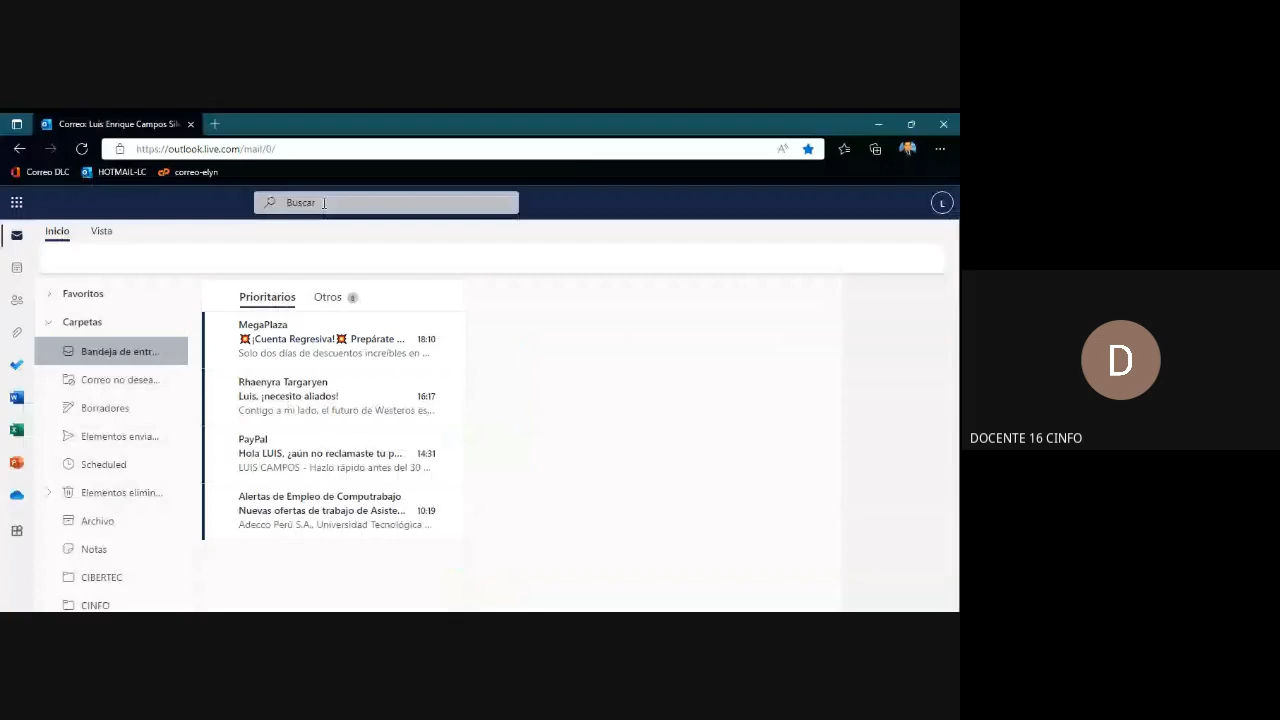 Correo: Luis Enrique Campos Sil
https://outlook.live.com/mail/0/
Correo DLC
HOTMAIL-LC
correo-elyn
Buscar
L
Inicio
Vista
Favoritos
Carpetas
Bandeja de entr...
Correo no desea...
Borradores
Elementos envia...
Scheduled
Elementos elimin...
Archivo
Notas
CIBERTEC
CINFO
Prioritarios
Otros 8
MegaPlaza
💥¡Cuenta Regresiva!💥 Prepárate ... 18:10
Solo dos días de descuentos increíbles en ...
Rhaenyra Targaryen
Luis, ¡necesito aliados! 16:17
Contigo a mi lado, el futuro de Westeros es...
PayPal
Hola LUIS, ¿aún no reclamaste tu p... 14:31
LUIS CAMPOS - Hazlo rápido antes del 30 ...
Alertas de Empleo de Computrabajo
Nuevas ofertas de trabajo de Asiste... 10:19
Adecco Perú S.A., Universidad Tecnológica ...
D
DOCENTE 16 CINFO